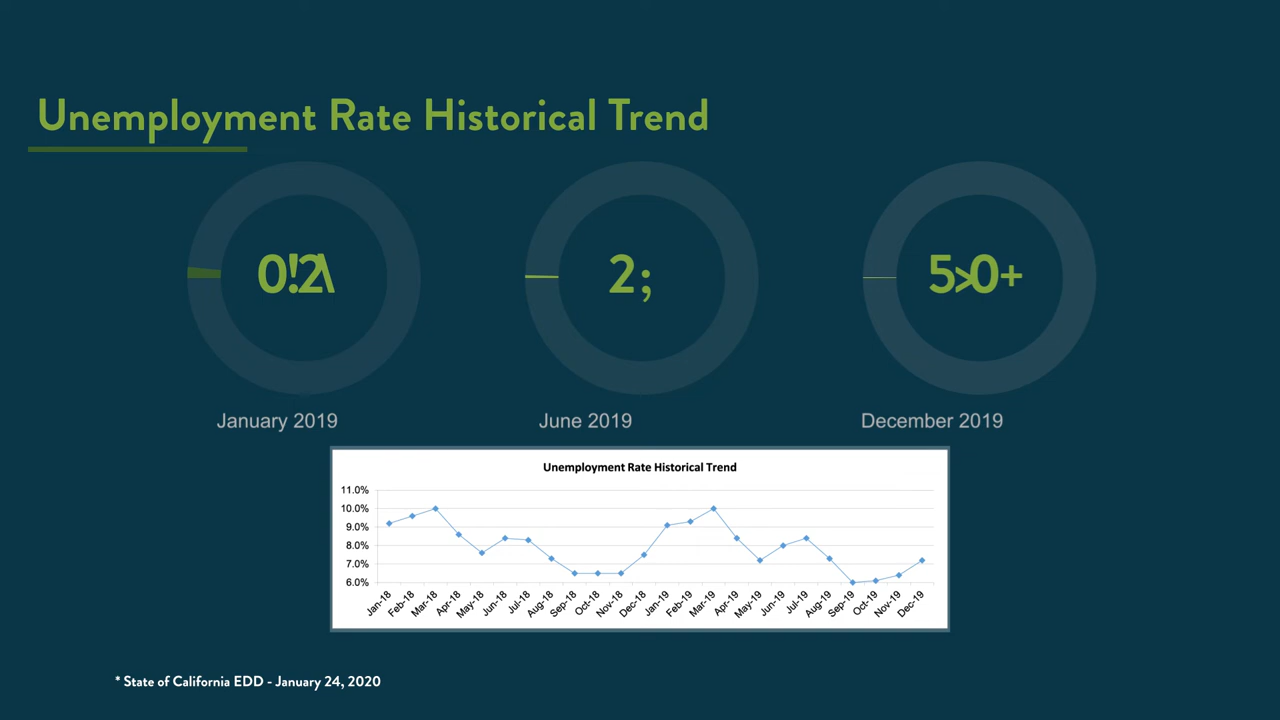 Unemployment Rate Historical Trend
2;
5>0+
January 2019
June 2019
December 2019
Unemployment Rate Historical Trend
11.0%
10.0%
9.0%
8.0%
7.0%
6.0%
Jan-18
Feb-18
Mar-18
Apr-18
May-18
Jun-18
Jul-18
Aug-18
Sep-18
Oct-18
Nov-18
Dec-18
Jan-19
Feb-19
Mar-19
Apr-19
May-19
Jun-19
Jul-19
Aug-19
Sep-19
Oct-19
Nov-19
Dec-19
* State of California EDD - January 24, 2020